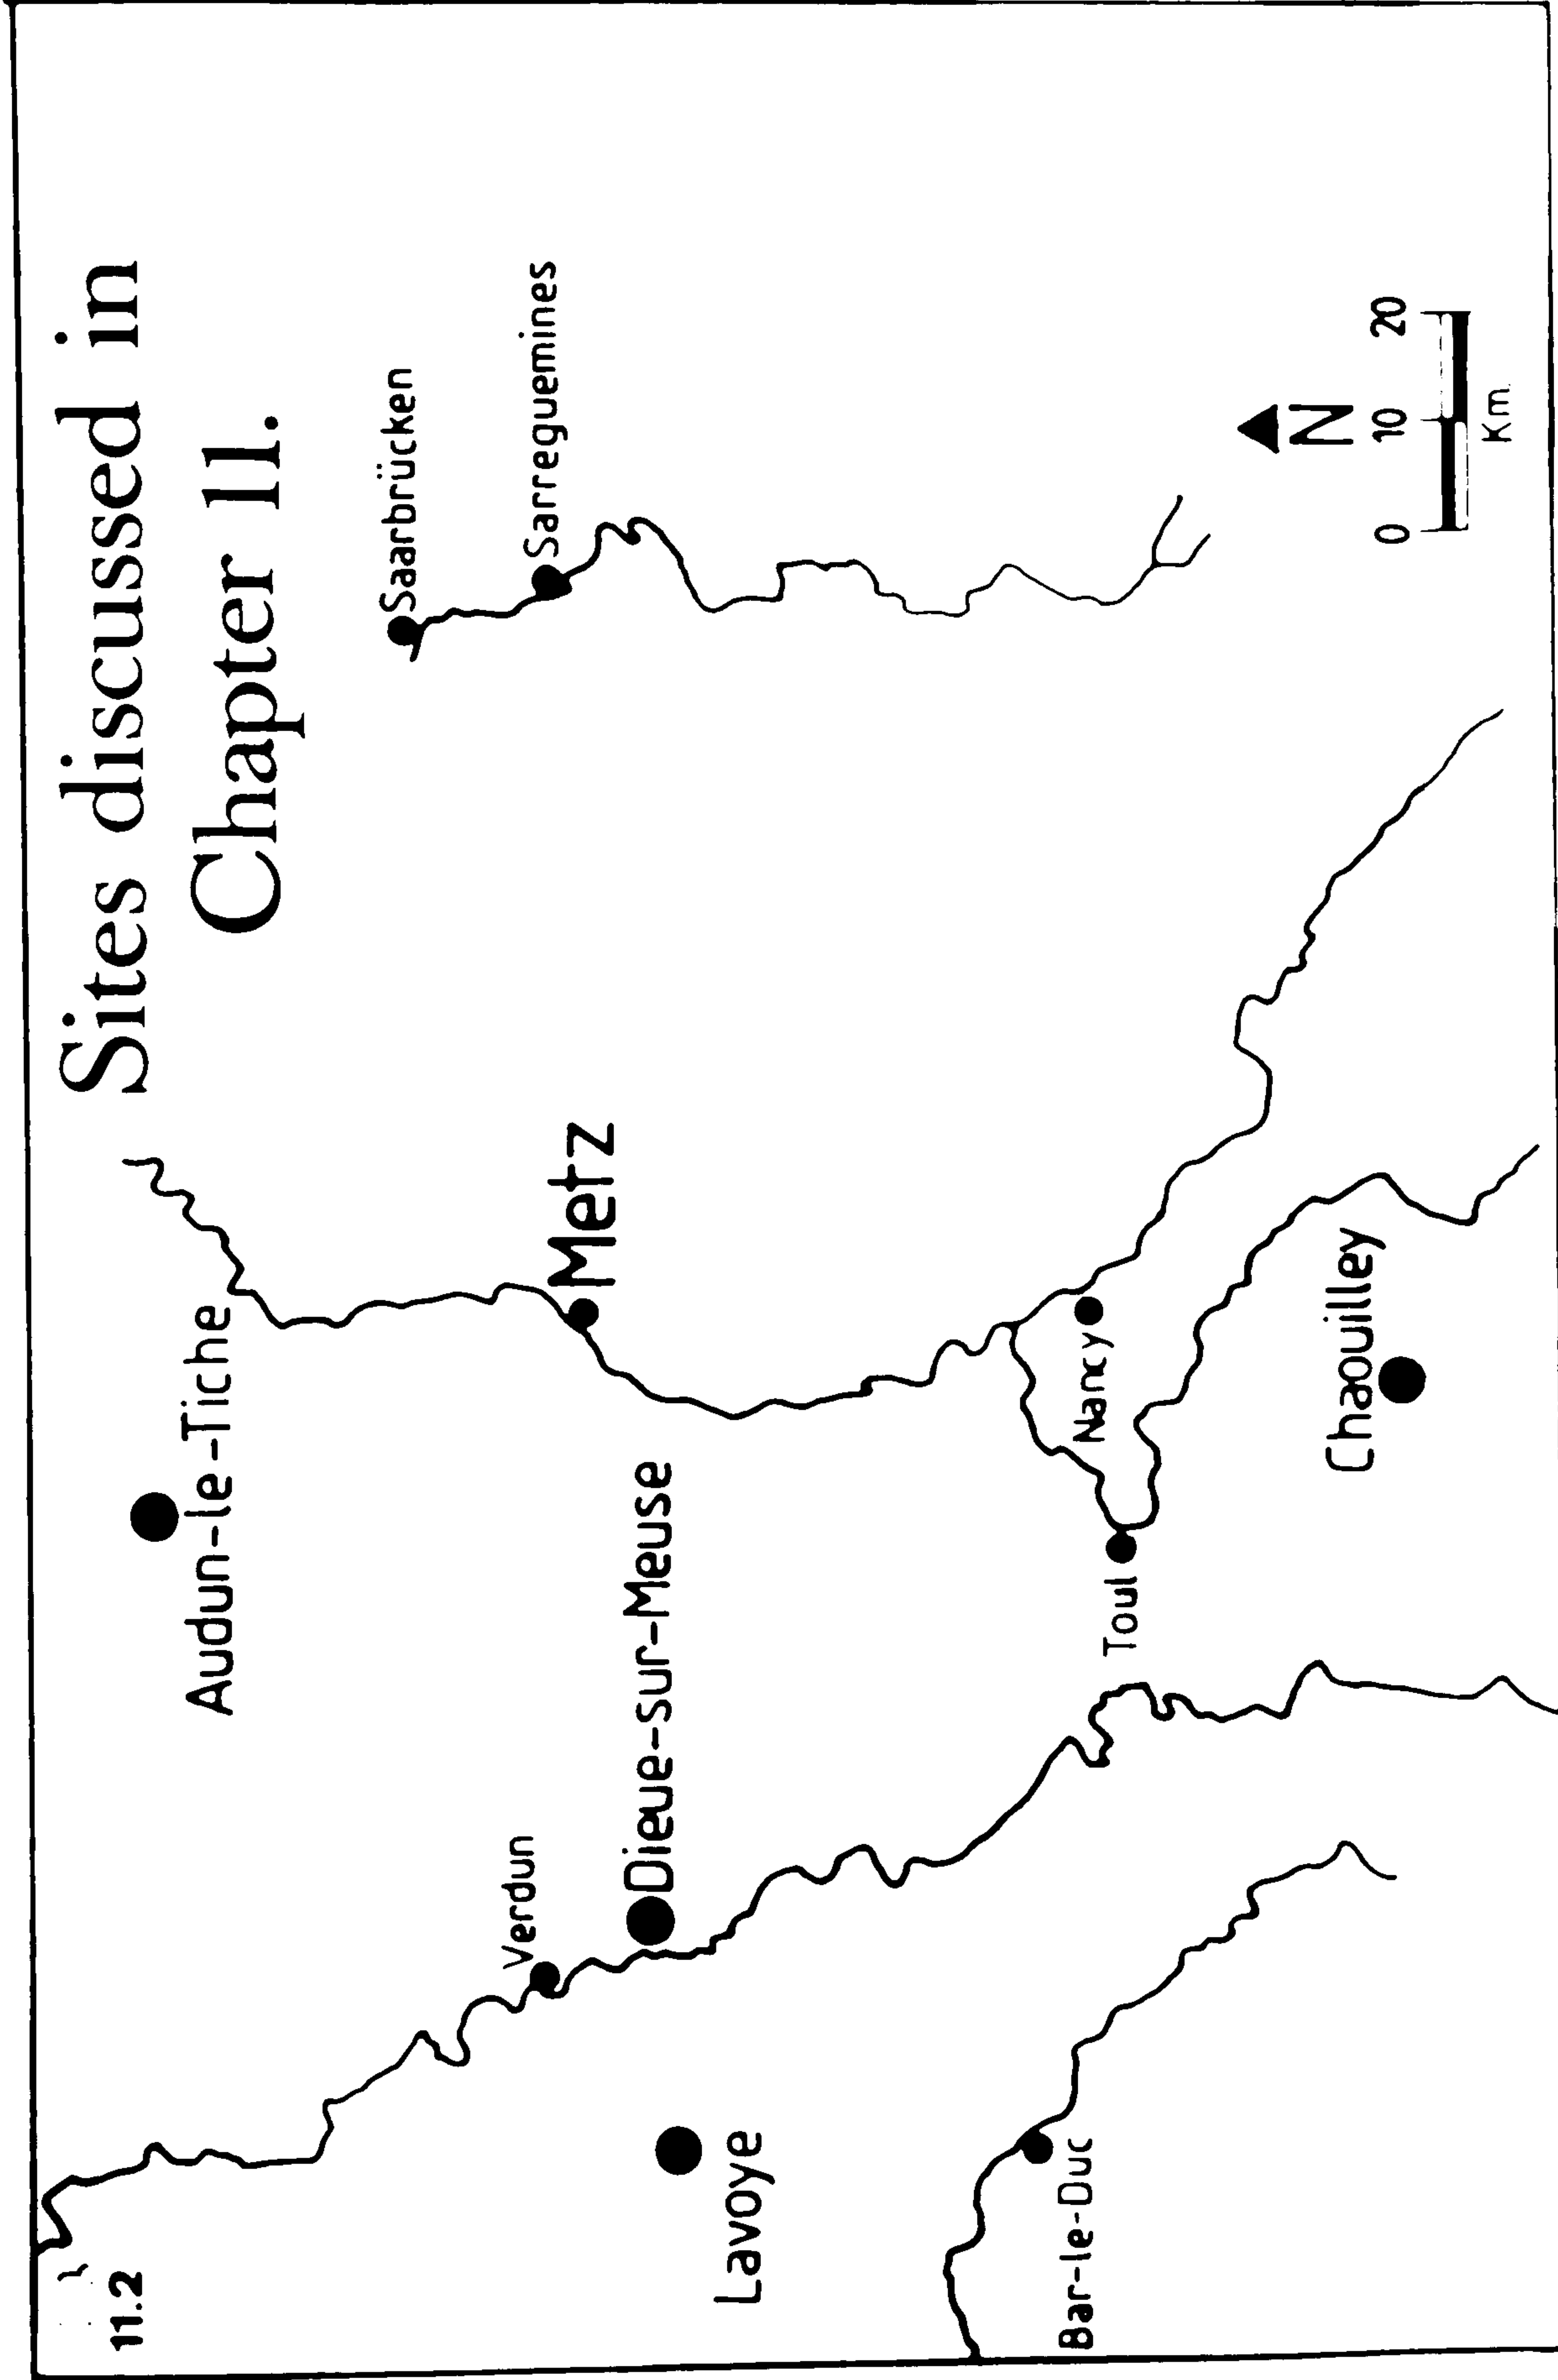 11.2
Sites discussed in
Chapter 11.
Audun-le-Tiche
Saarbrücken
Verdun
Metz
Sarreguemines
Dieue-sur-Meuse
Lavoye
Nancy
Toul
Bar-le-Duc
Chaouilley
N
0 10 20
Km.